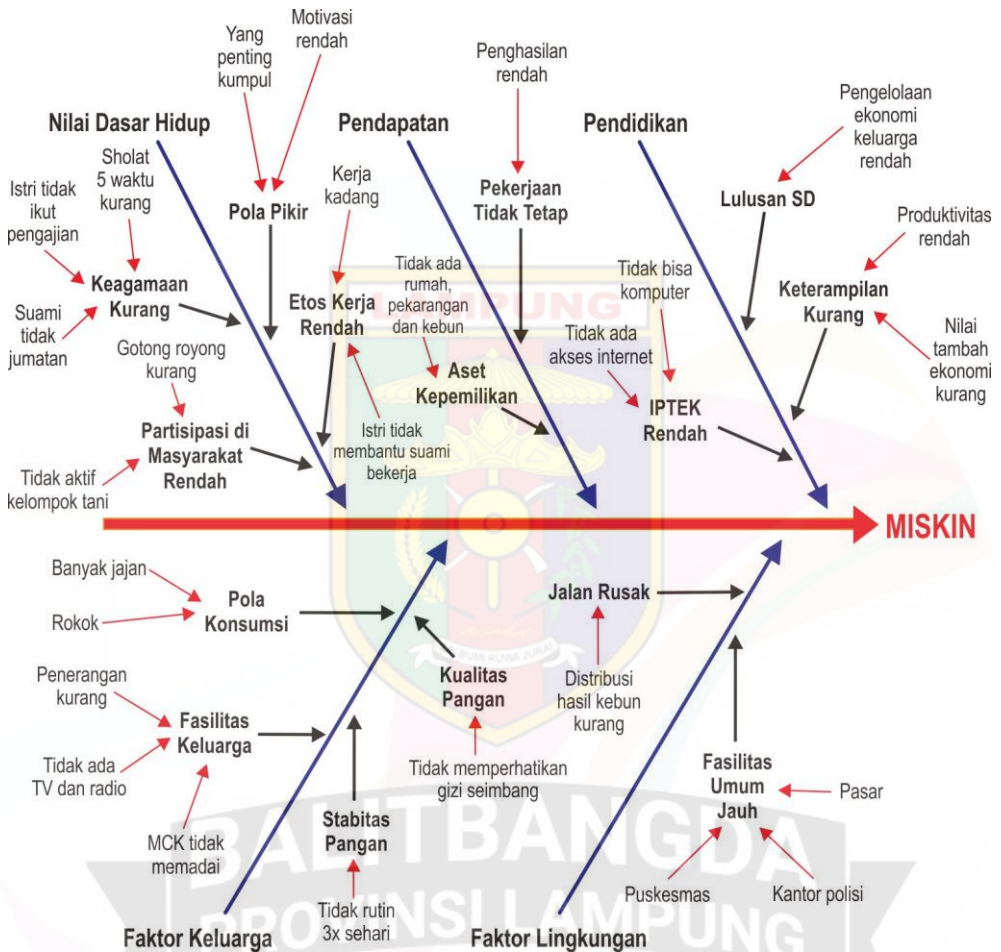 Yang
penting
kumpul
Motivasi
rendah
Penghasilan
rendah
Pengelolaan
ekonomi
keluarga
rendah
Nilai Dasar Hidup
Pendapatan
Pendidikan
Sholat
5 waktu
kurang
Istri tidak
ikut
pengajian
Pola Pikir
Kerja
kadang
Pekerjaan
Tidak Tetap
Lulusan SD
Produktivitas
rendah
Keagamaan
Kurang
Suami
tidak
jumatan
Etos Kerja
Rendah
Tidak ada
rumah,
pekarangan
dan kebun
Tidak bisa
komputer
Keterampilan
Kurang
LAMPUNG
Gotong royong
kurang
Aset
Kepemilikan
Tidak ada
akses internet
Nilai
tambah
ekonomi
kurang
IPTEK
Rendah
Partisipasi di
Masyarakat
Rendah
Istri tidak
membantu suami
bekerja
Tidak aktif
kelompok tani
MISKIN
Banyak jajan
Rokok
Pola
Konsumsi
Jalan Rusak
SANG BUMI RUWA JURAI
Penerangan
kurang
Kualitas
Pangan
Distribusi
hasil kebun
kurang
Fasilitas
Keluarga
Tidak ada
TV dan radio
Tidak memperhatikan
gizi seimbang
Fasilitas
Umum
Jauh
Pasar
MCK tidak
memadai
Stabitas
Pangan
Puskesmas
Kantor polisi
Tidak rutin
3x sehari
Faktor Keluarga
Faktor Lingkungan
BALITBANGDA
PROVINSI LAMPUNG